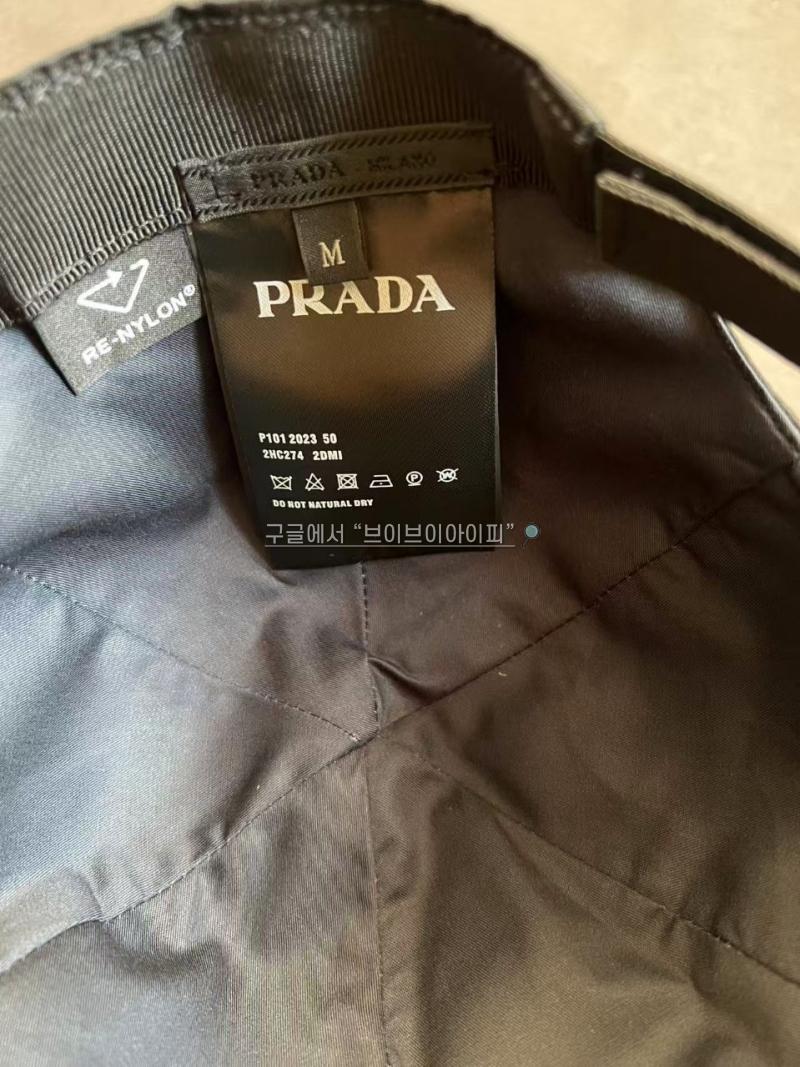 PRADA MILANO
M
PRADA
RE-NYLON®
P101 2023 50
2HC274 2DMI
P
W
DO NOT NATURAL DRY
구글에서 “브이브이아이피”